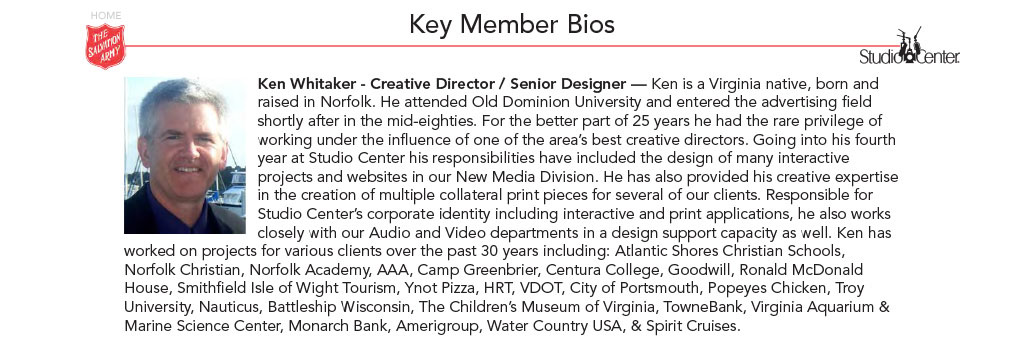 HOME
Key Member Bios
THE
SALVATION
ARMY
Studio Center
Ken Whitaker - Creative Director / Senior Designer — Ken is a Virginia native, born and
raised in Norfolk. He attended Old Dominion University and entered the advertising field
shortly after in the mid-eighties. For the better part of 25 years he had the rare privilege of
working under the influence of one of the area's best creative directors. Going into his fourth
year at Studio Center his responsibilities have included the design of many interactive
projects and websites in our New Media Division. He has also provided his creative expertise
in the creation of multiple collateral print pieces for several of our clients. Responsible for
Studio Center's corporate identity including interactive and print applications, he also works
closely with our Audio and Video departments in a design support capacity as well. Ken has
worked on projects for various clients over the past 30 years including: Atlantic Shores Christian Schools,
Norfolk Christian, Norfolk Academy, AAA, Camp Greenbrier, Centura College, Goodwill, Ronald McDonald
House, Smithfield Isle of Wight Tourism, Ynot Pizza, HRT, VDOT, City of Portsmouth, Popeyes Chicken, Troy
University, Nauticus, Battleship Wisconsin, The Children's Museum of Virginia, TowneBank, Virginia Aquarium &
Marine Science Center, Monarch Bank, Amerigroup, Water Country USA, & Spirit Cruises.